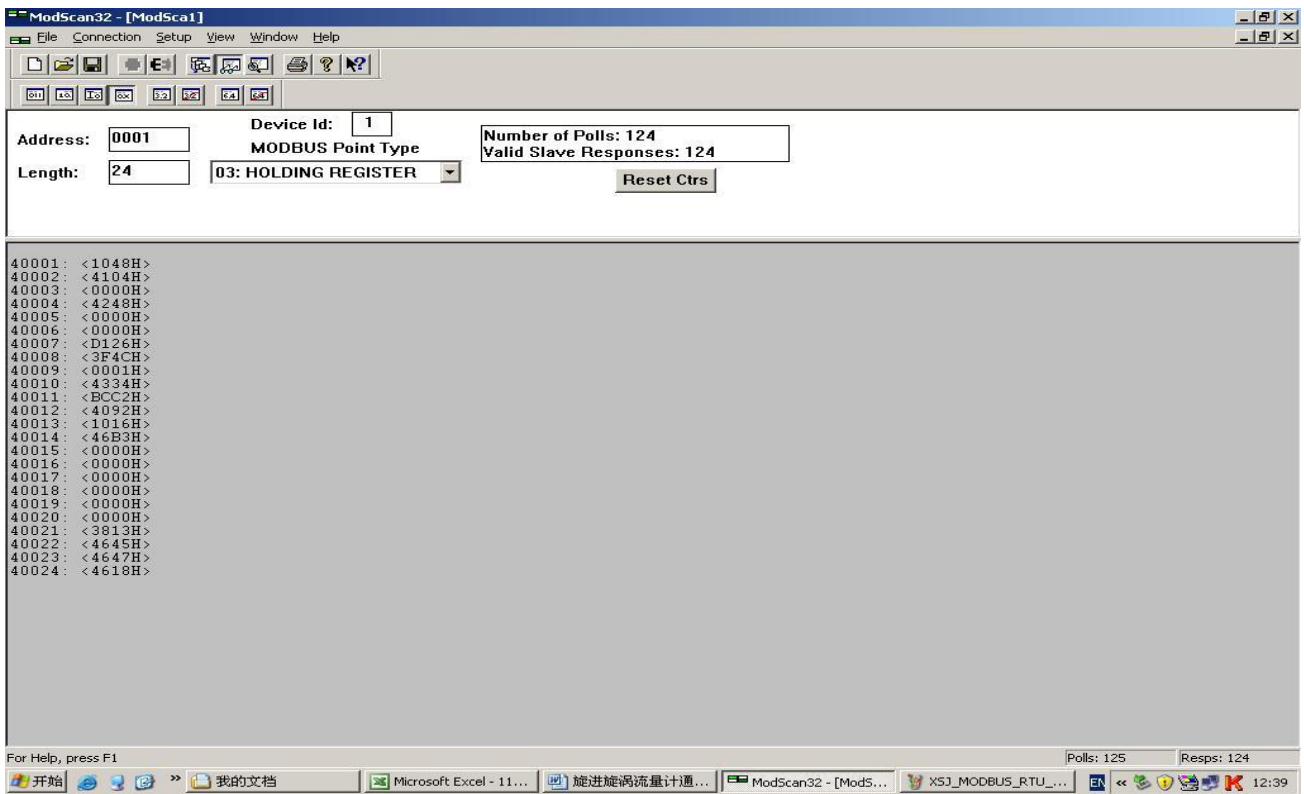 ModScan32 - [ModSca1]
File Connection Setup View Window Help
Address: 0001
Device Id: 1
MODBUS Point Type
Length: 24
03: HOLDING REGISTER
Number of Polls: 124
Valid Slave Responses: 124
Reset Ctrs
40001: <1048H>
40002: <4104H>
40003: <0000H>
40004: <4248H>
40005: <0000H>
40006: <0000H>
40007: <D126H>
40008: <3F4CH>
40009: <0001H>
40010: <4334H>
40011: <BCC2H>
40012: <4092H>
40013: <1016H>
40014: <46B3H>
40015: <0000H>
40016: <0000H>
40017: <0000H>
40018: <0000H>
40019: <0000H>
40020: <0000H>
40021: <3813H>
40022: <4645H>
40023: <4647H>
40024: <4618H>
For Help, press F1
Polls: 125
Resps: 124
开始 » 我的文档 Microsoft Excel - 11... 旋进旋涡流量计通... ModScan32 - [ModS... XSJ_MODBUS_RTU_... EN « 12:39